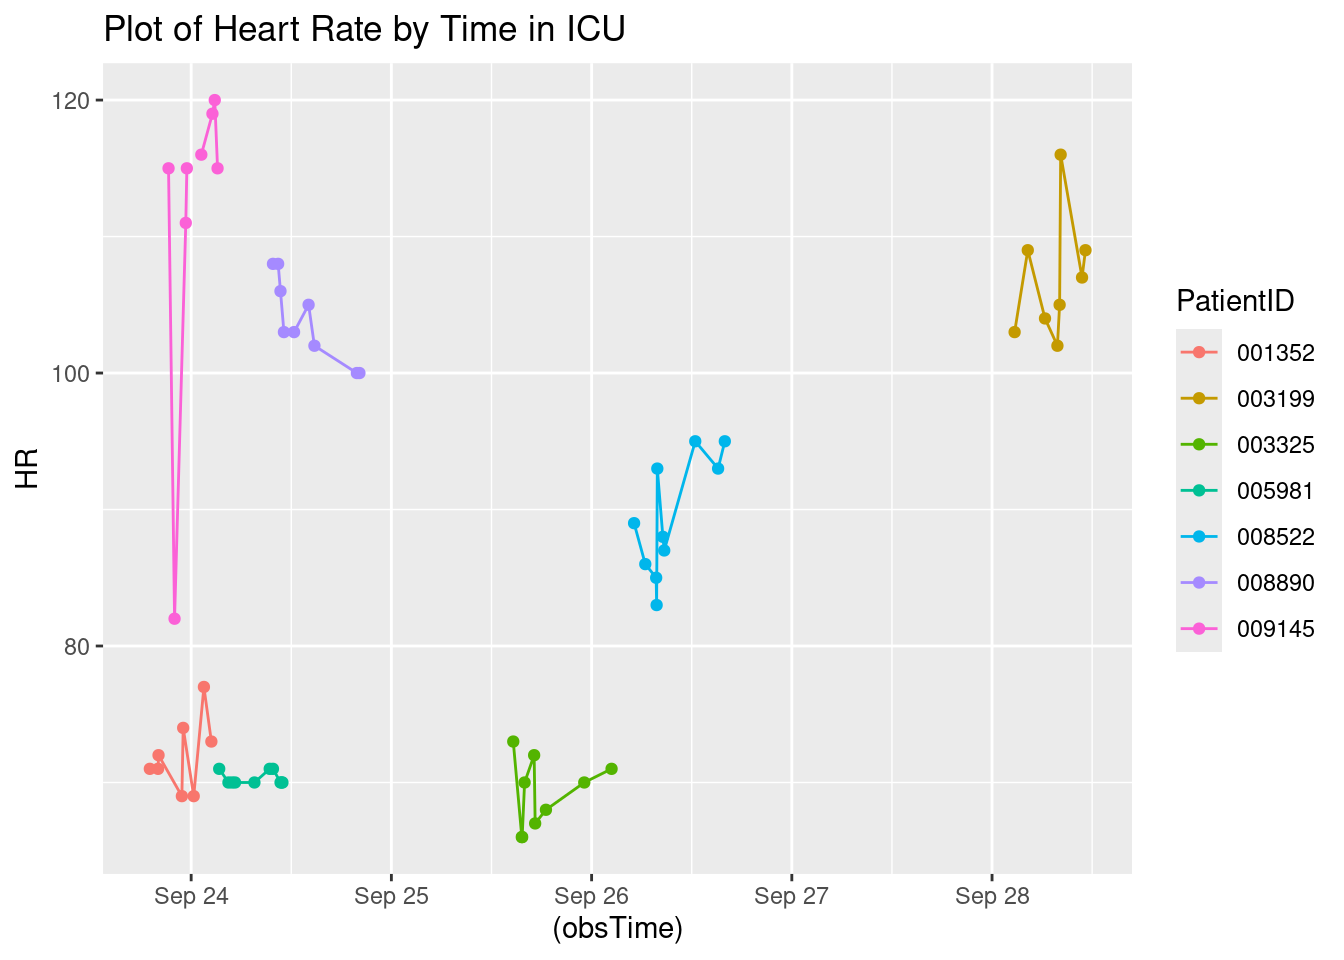 Plot of Heart Rate by Time in ICU
120
100
80
HR
Sep 24
Sep 25
Sep 26
Sep 27
Sep 28
(obsTime)
PatientID
001352
003199
003325
005981
008522
008890
009145